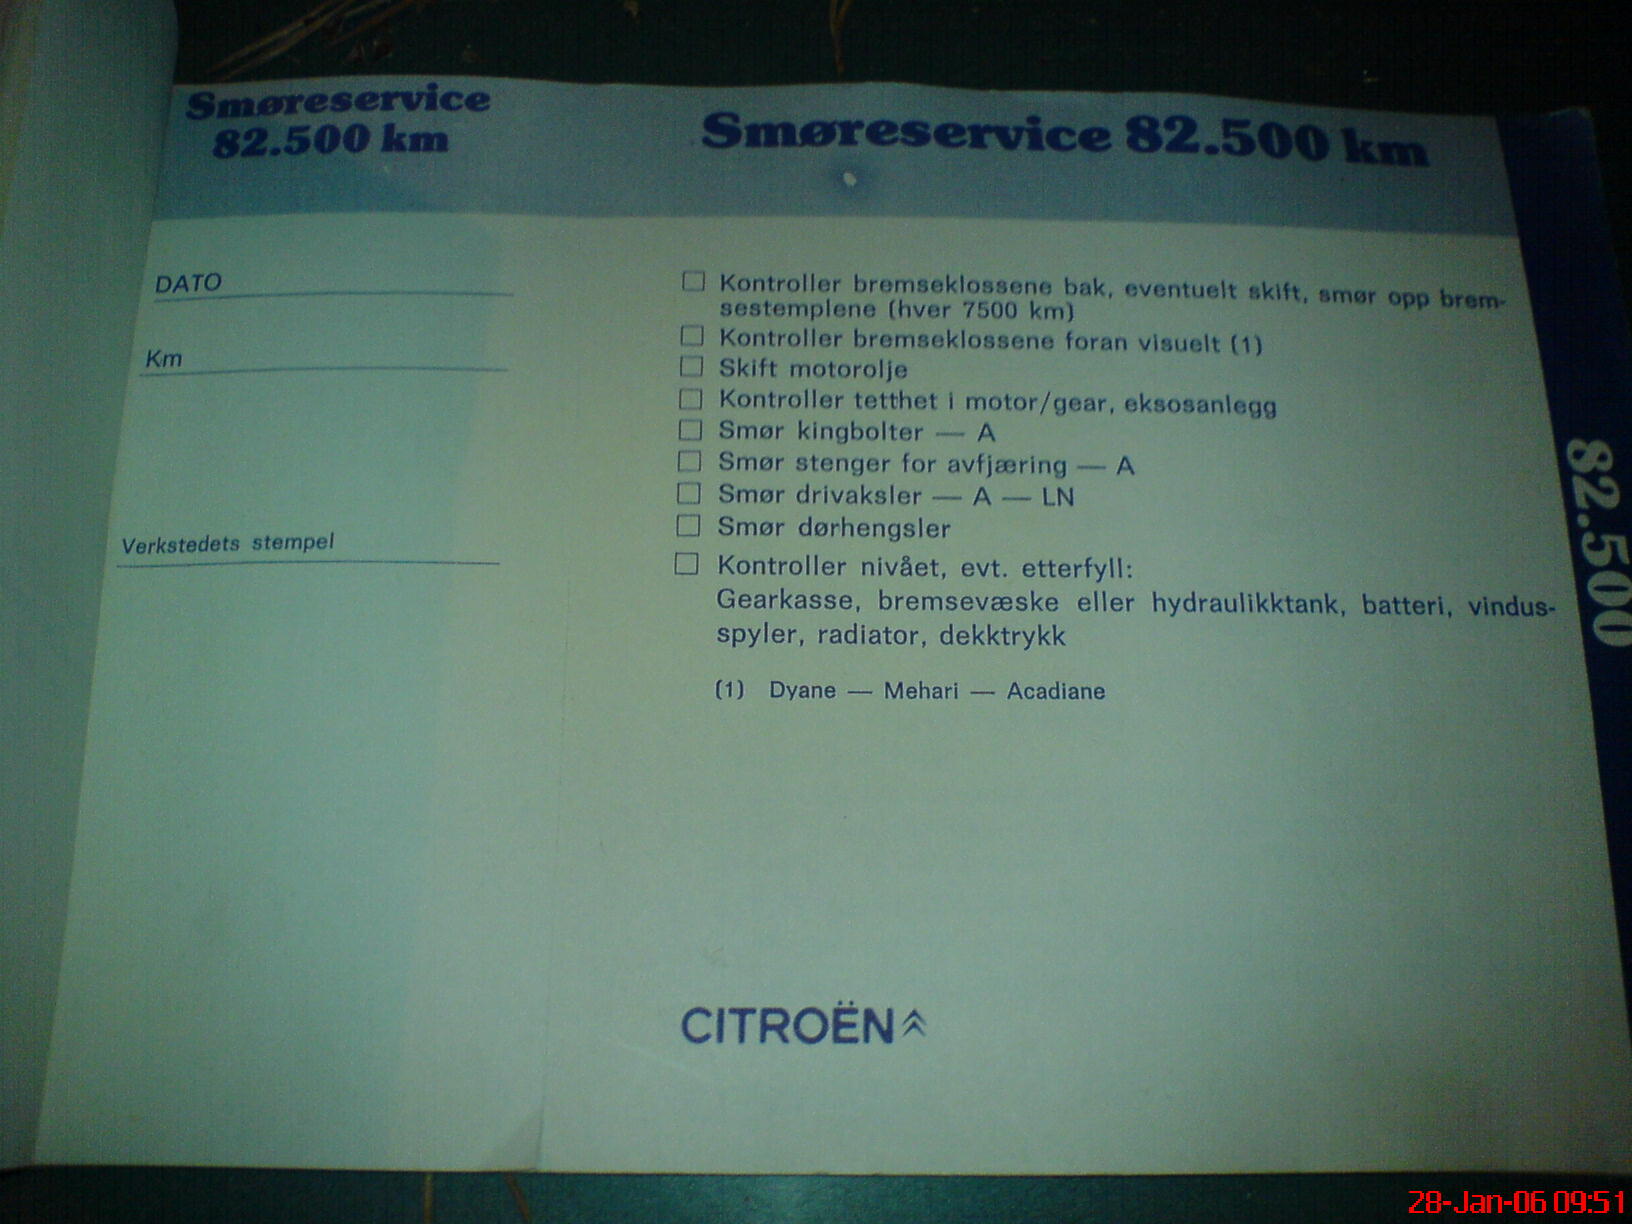 Smøreservice
82.500 km
DATO
Km
Verkstedets stempel
Smøreservice 82.500 km
Kontroller bremseklossene bak, eventuelt skift, smør opp brem-
sestemplene (hver 7500 km)
Kontroller bremseklossene foran visuelt (1)
Skift motorolje
Kontroller tetthet i motor/gear, eksosanlegg
Smør kingbolter — A
Smør stenger for avfjæring — A
Smør drivaksler — A — LN
Smør dørhengsler
Kontroller nivået, evt. etterfyll:
Gearkasse, bremsevæske eller hydraulikktank, batteri, vindus-
spyler, radiator, dekktrykk
(1) Dyane — Mehari — Acadiane
CITROËN
82.500
28-Jan-06 09:51